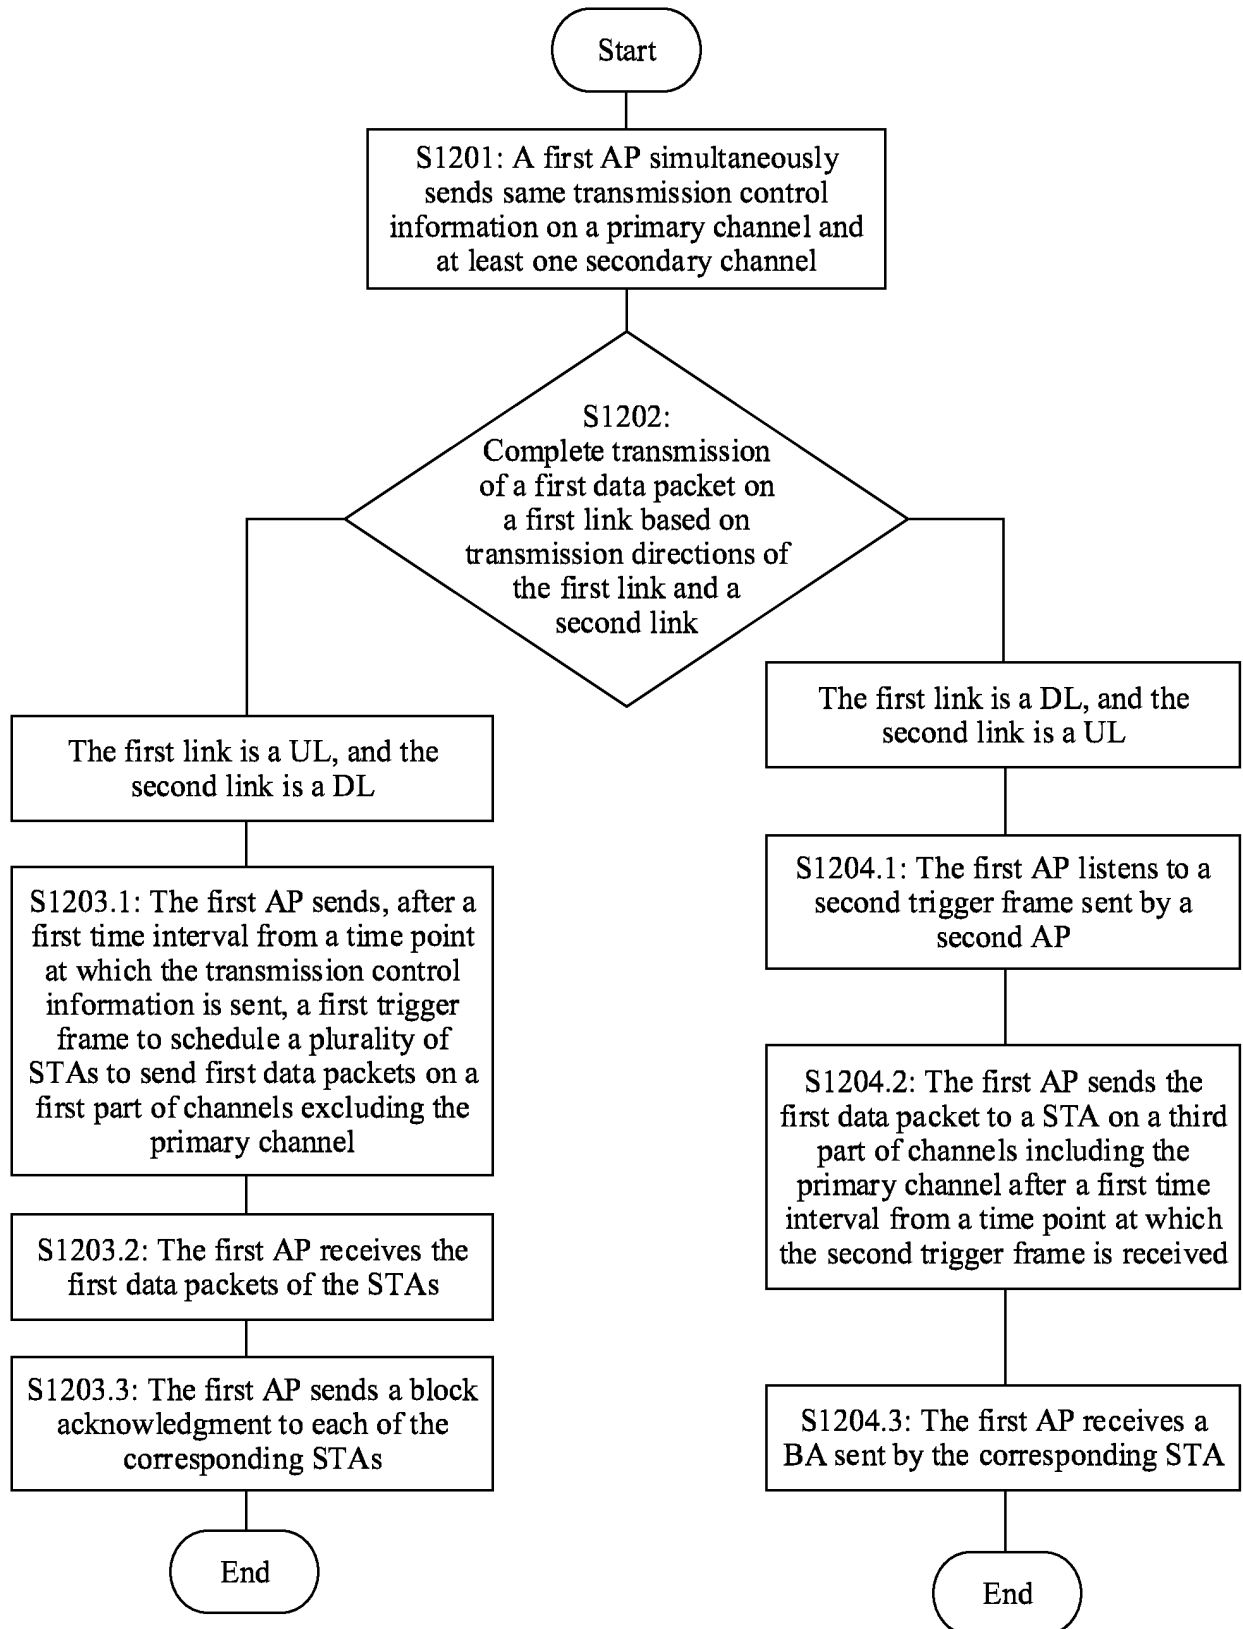 Start
S1201: A first AP simultaneously
sends same transmission control
information on a primary channel and
at least one secondary channel
S1202:
Complete transmission
of a first data packet on
a first link based on
transmission directions of
the first link and a
second link
The first link is a UL, and the
second link is a DL
S1203.1: The first AP sends, after a
first time interval from a time point
at which the transmission control
information is sent, a first trigger
frame to schedule a plurality of
STAs to send first data packets on a
first part of channels excluding the
primary channel
S1203.2: The first AP receives the
first data packets of the STAs
S1203.3: The first AP sends a block
acknowledgment to each of the
corresponding STAs
End
The first link is a DL, and the
second link is a UL
S1204.1: The first AP listens to a
second trigger frame sent by a
second AP
S1204.2: The first AP sends the
first data packet to a STA on a third
part of channels including the
primary channel after a first time
interval from a time point at which
the second trigger frame is received
S1204.3: The first AP receives a
BA sent by the corresponding STA
End